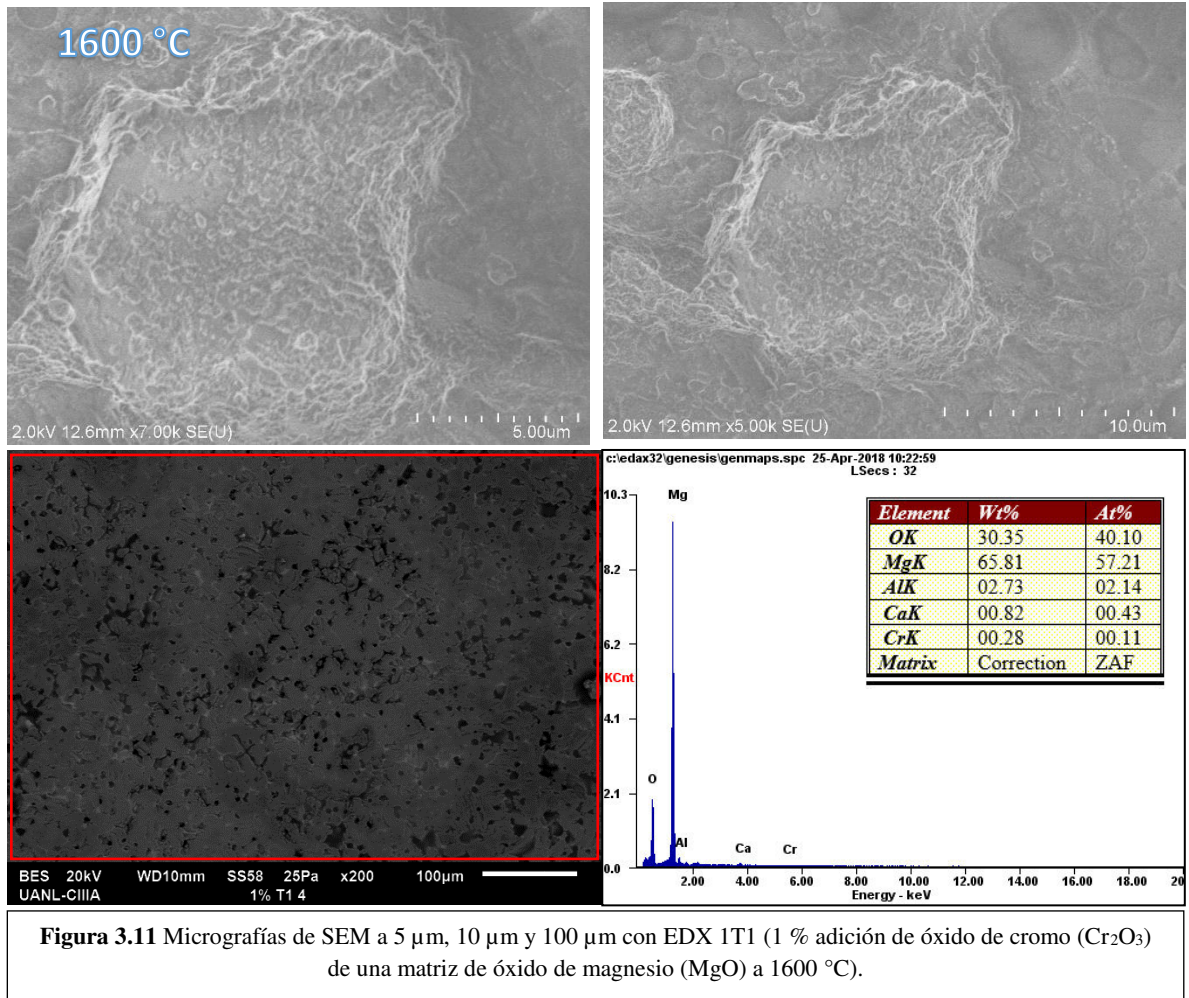 1600 °C
2.0kV 12.6mm x7.00k SE(U)
5.00um
2.0kV 12.6mm x5.00k SE(U)
10.0um
BES 20kV WD10mm SS58 25Pa x200 100µm
UANL-CIIIA 1% T1 4
c:\edax32\genesis\genmaps.spc 25-Apr-2018 10:22:59
LSecs : 32
10.3
8.2
6.2
KCnt
4.1
2.1
0.0
Mg
O
Al
Ca
Cr
2.00 4.00 6.00 8.00 10.00 12.00 14.00 16.00 18.00 20
Energy - keV
Element Wt% At%
OK 30.35 40.10
MgK 65.81 57.21
AlK 02.73 02.14
CaK 00.82 00.43
CrK 00.28 00.11
Matrix Correction ZAF
Figura 3.11 Micrografías de SEM a 5 µm, 10 µm y 100 µm con EDX 1T1 (1 % adición de óxido de cromo (Cr₂O₃)
de una matriz de óxido de magnesio (MgO) a 1600 °C).